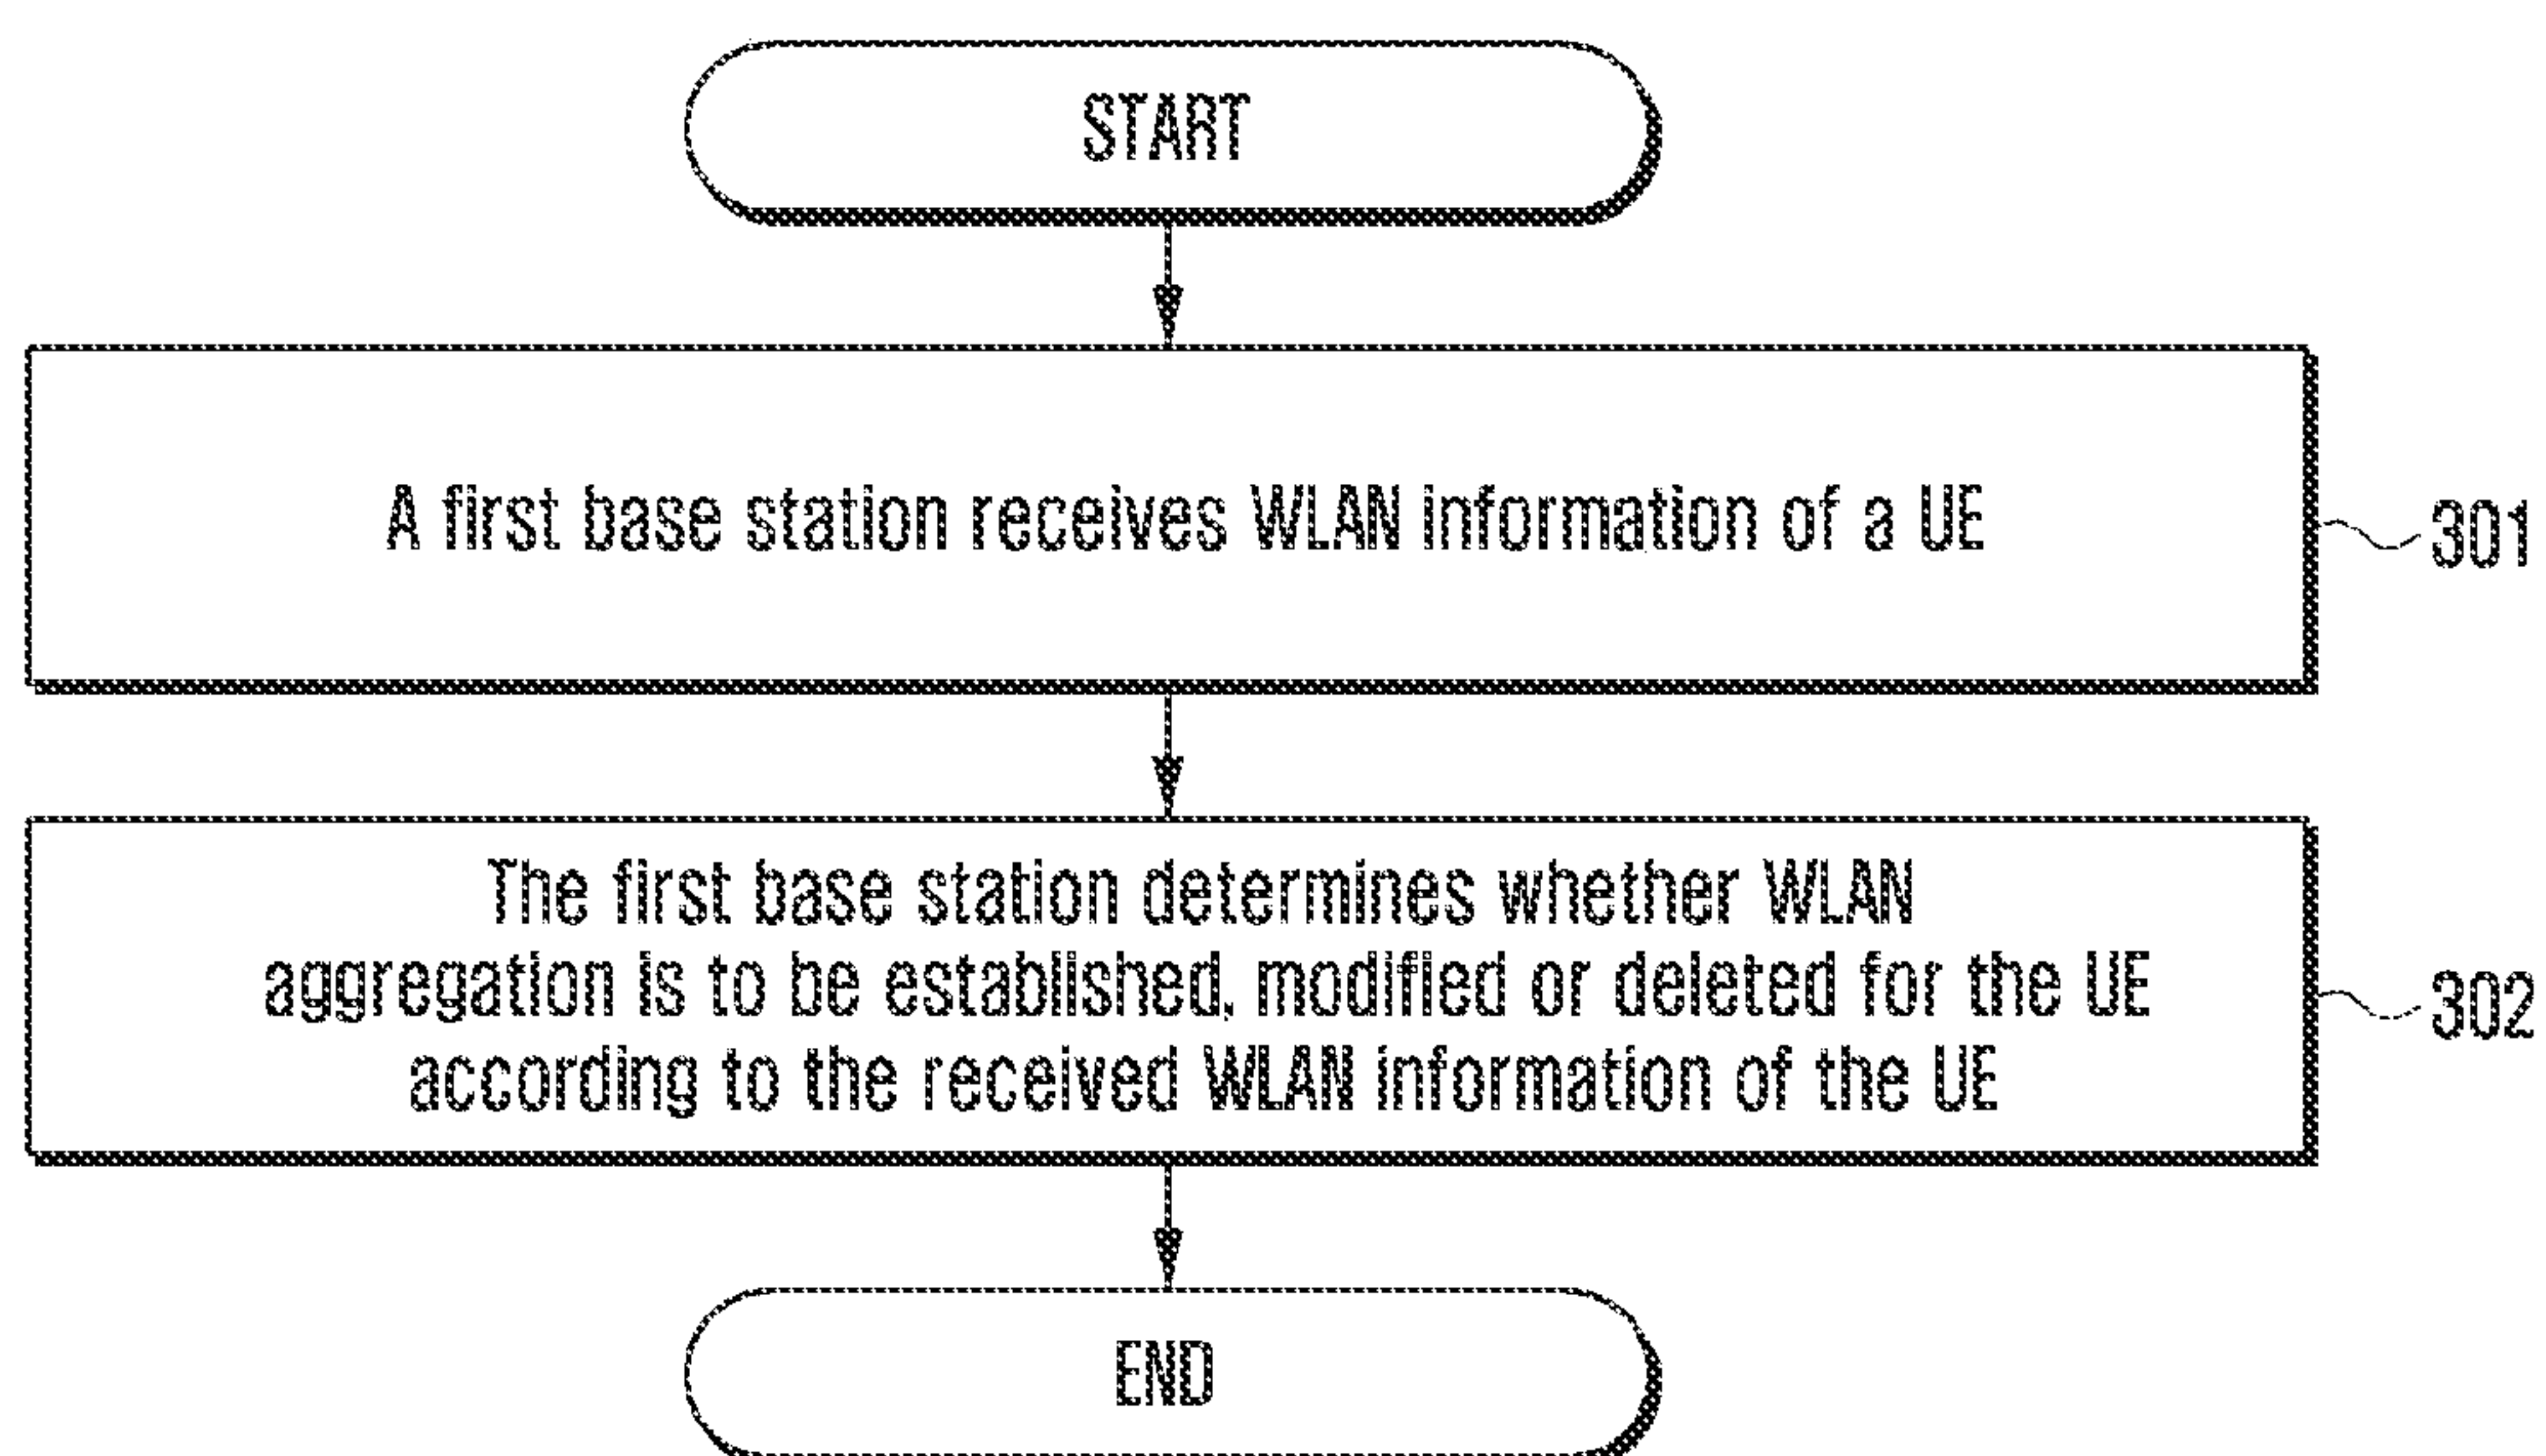 START
A first base station receives WLAN information of a UE
301
The first base station determines whether WLAN
aggregation is to be established, modified or deleted for the UE
302
according to the received WLAN information of the UE
END